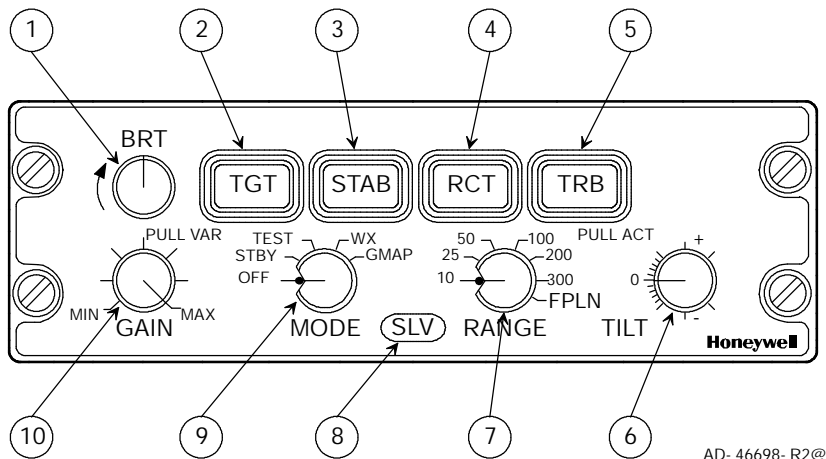 1 2 3 4 5
BRT
TGT STAB RCT TRB
PULL VAR
MIN MAX
GAIN
TEST WX
STBY GMAP
OFF
MODE
SLV
50 100
25 200
10 300
FPLN
RANGE
PULL ACT
+
0
-
TILT
Honeywell
10 9 8 7 6
AD-46698-R2@